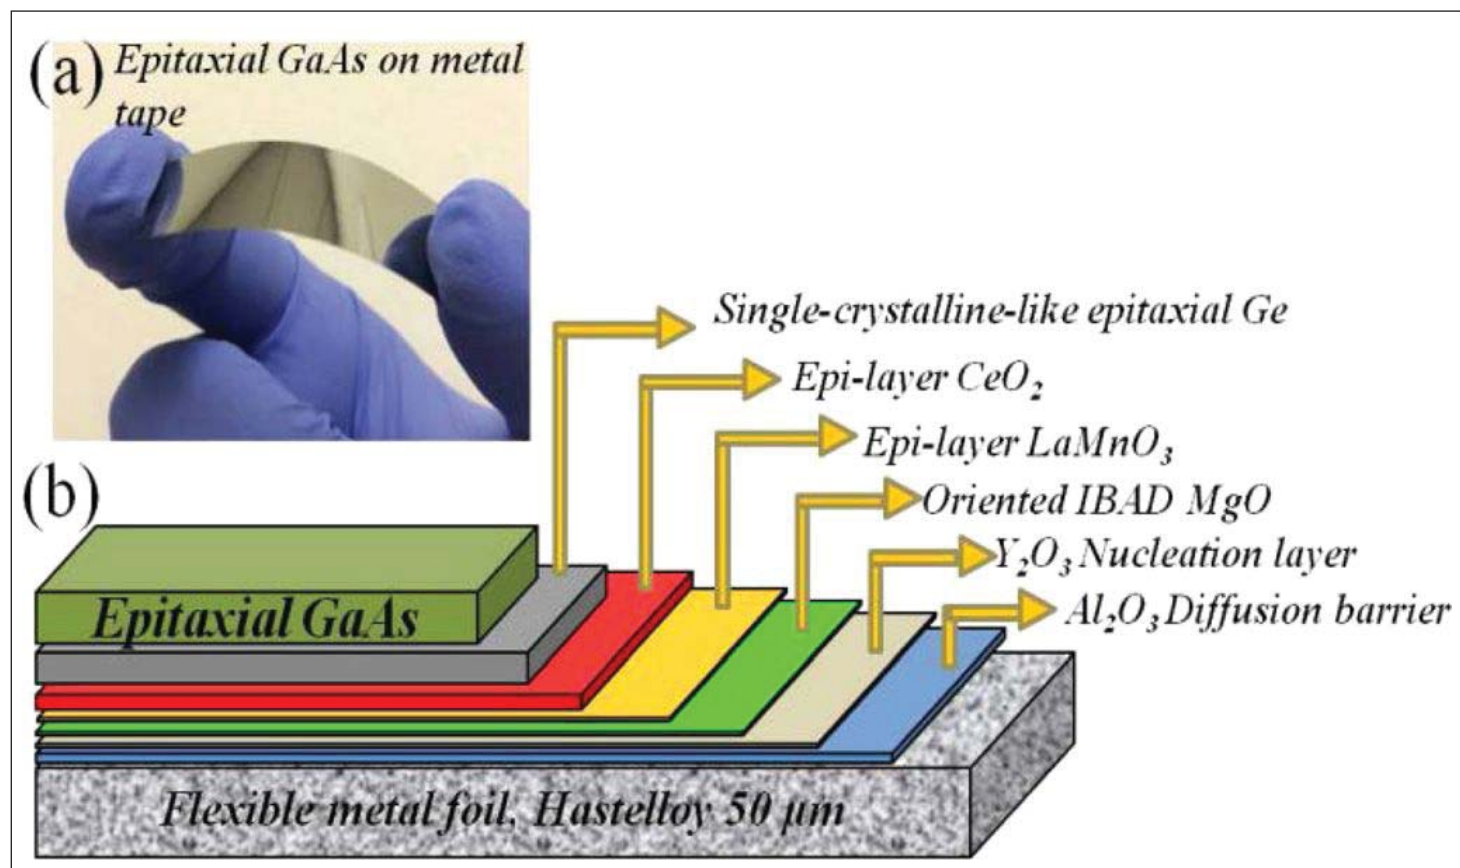 (a) Epitaxial GaAs on metal
tape
Single-crystalline-like epitaxial Ge
Epi-layer CeO₂
Epi-layer LaMnO₃
(b)
Oriented IBAD MgO
Y₂O₃ Nucleation layer
Al₂O₃ Diffusion barrier
Epitaxial GaAs
Flexible metal foil, Hastelloy 50 μm